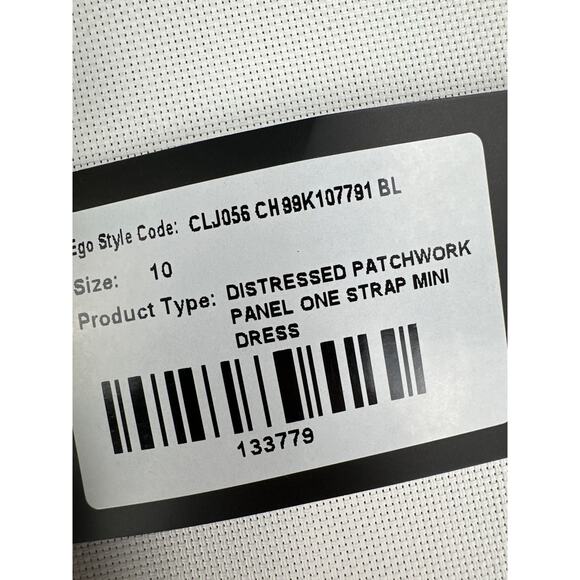 Ego Style Code: CLJ056 CH99K107791 BL
Size: 10
Product Type: DISTRESSED PATCHWORK
PANEL ONE STRAP MINI
DRESS
133779